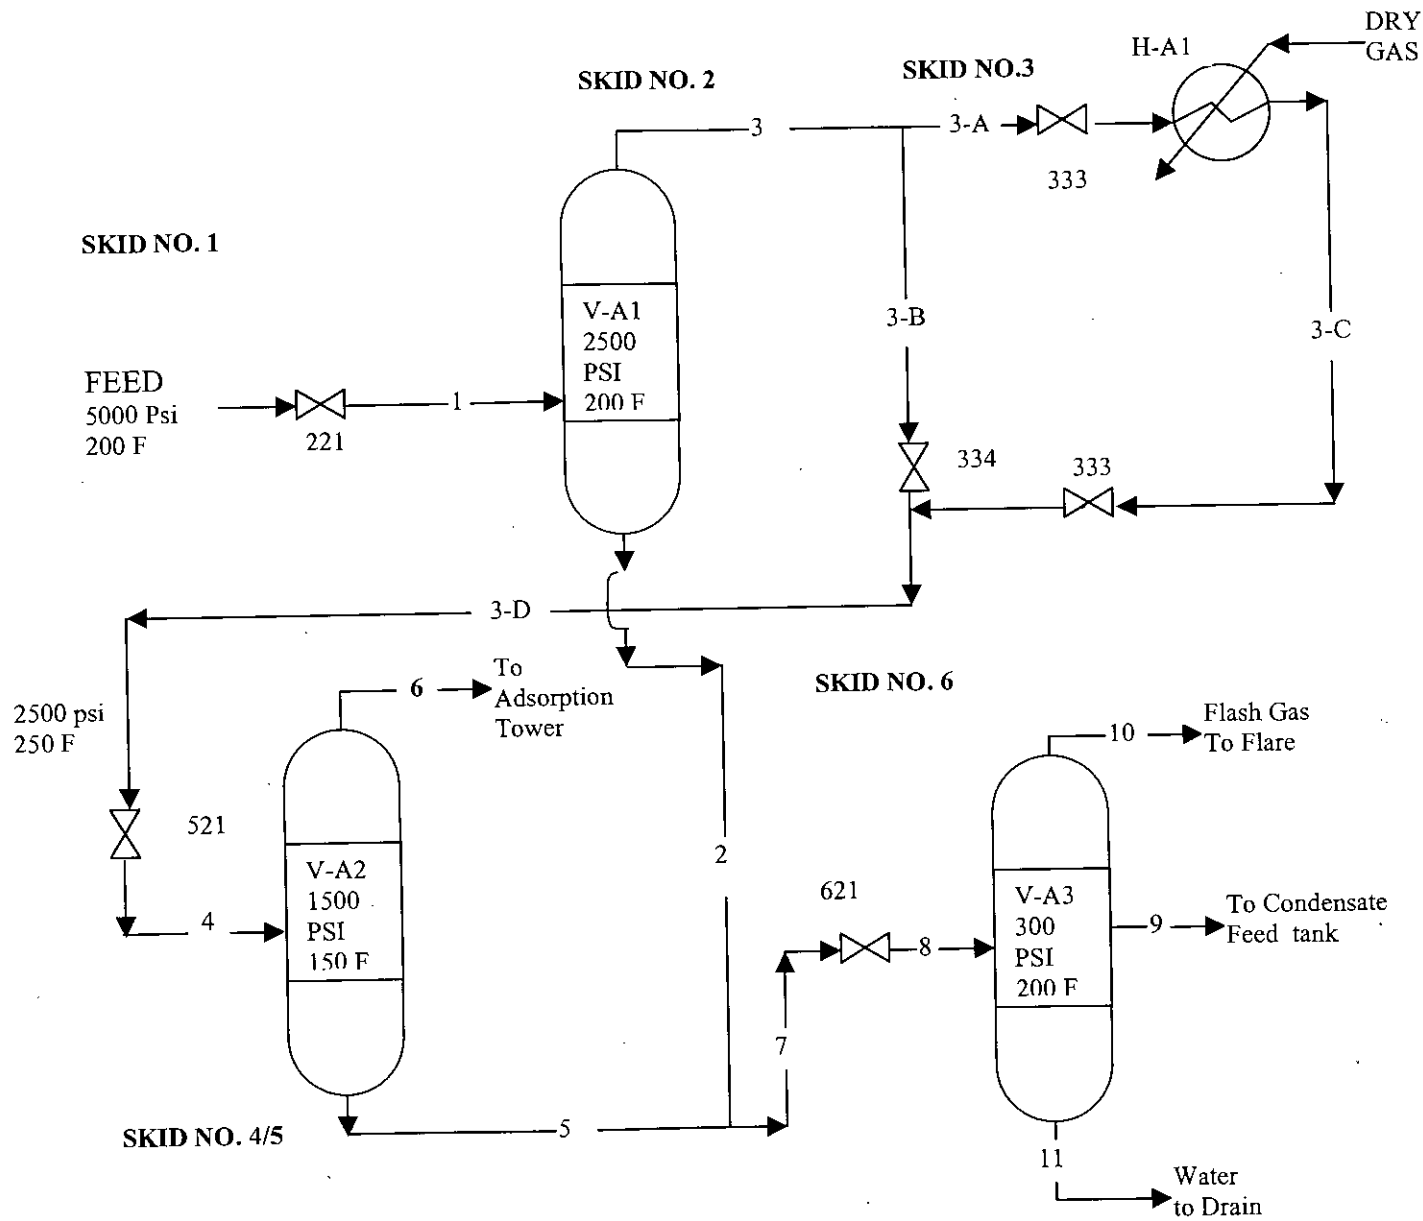 DRY
GAS
H-A1
SKID NO.3
SKID NO. 2
3
3-A
333
SKID NO. 1
V-A1
2500
PSI
200 F
3-B
3-C
FEED
5000 Psi
200 F
1
221
334
333
3-D
To
Adsorption
Tower
6
SKID NO. 6
2500 psi
250 F
10
Flash Gas
To Flare
521
V-A2
1500
PSI
150 F
4
2
621
V-A3
300
PSI
200 F
8
9
To Condensate
Feed tank
7
5
SKID NO. 4/5
11
Water
to Drain